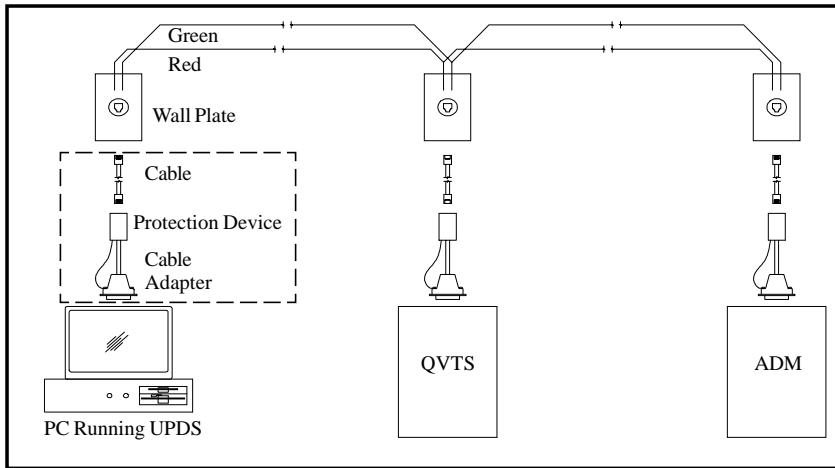 Green
Red
Wall Plate
Cable
Protection Device
Cable
Adapter
QVTS
ADM
PC Running UPDS